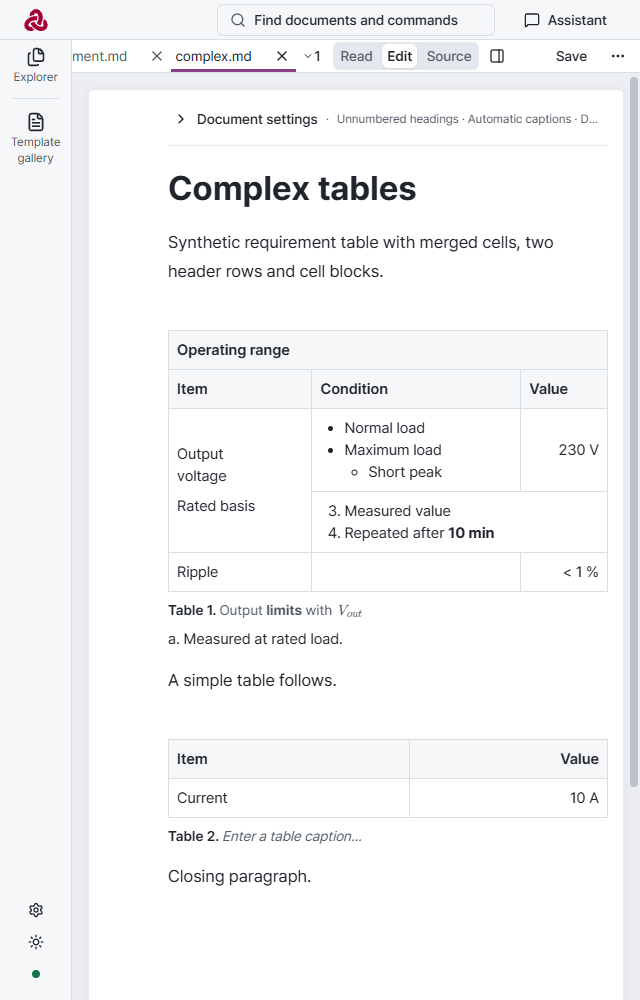 Find documents and commands
Assistant
ment.md
complex.md
1
Read
Edit
Source
Save
Explorer
Template
gallery
Document settings · Unnumbered headings · Automatic captions · D...
Complex tables
Synthetic requirement table with merged cells, two
header rows and cell blocks.
Operating range
Item
Condition
Value
Output
voltage
Rated basis
• Normal load
• Maximum load
◦ Short peak
230 V
3. Measured value
4. Repeated after 10 min
Ripple
< 1 %
Table 1. Output limits with Vout
a. Measured at rated load.
A simple table follows.
Item
Value
Current
10 A
Table 2. Enter a table caption...
Closing paragraph.